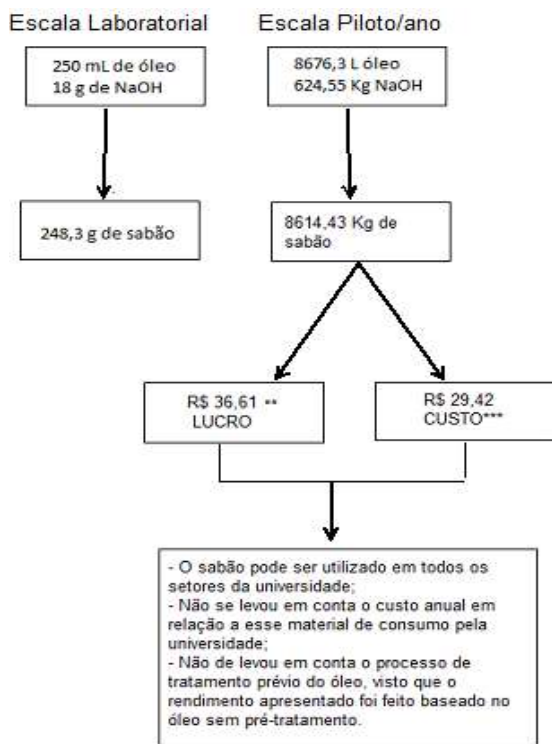 Escala Laboratorial
Escala Piloto/ano
250 mL de óleo
18 g de NaOH
8676,3 L óleo
624,55 Kg NaOH
248,3 g de sabão
8614,43 Kg de
sabão
R$ 36,61 **
LUCRO
R$ 29,42
CUSTO***
- O sabão pode ser utilizado em todos os
setores da universidade;
- Não se levou em conta o custo anual em
relação a esse material de consumo pela
universidade;
- Não de levou em conta o processo de
tratamento prévio do óleo, visto que o
rendimento apresentado foi feito baseado no
óleo sem pré-tratamento.